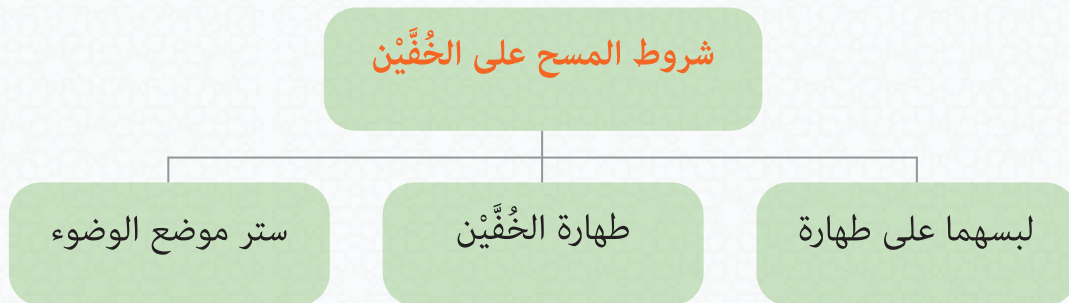 شروط المسح على الخُفَّيْن
لبسهما على طهارة
طهارة الخُفَّيْن
ستر موضع الوضوء